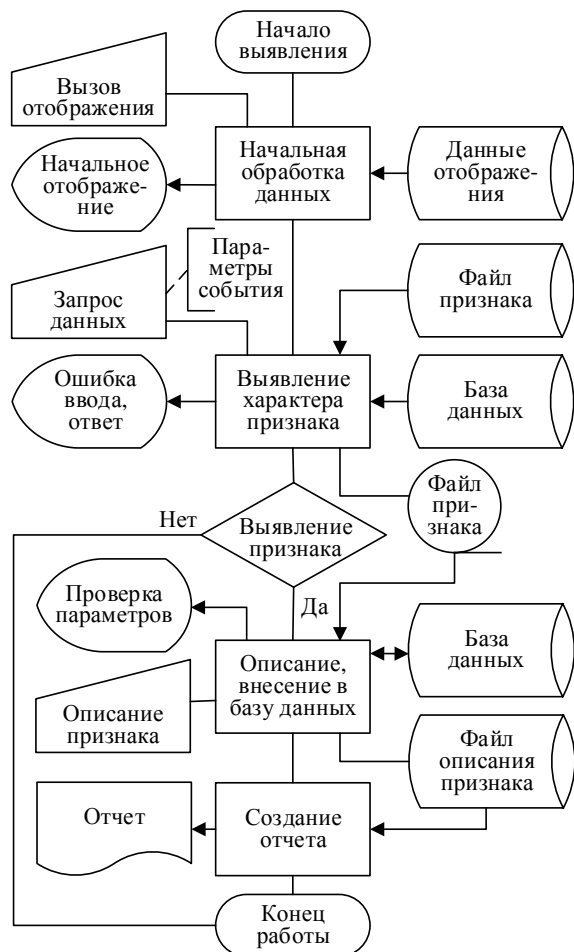 Начало
выявления
Вызов
отображения
Начальная
обработка
данных
Данные
отображе-
ния
Начальное
отображе-
ние
Пара-
метры
события
Файл
признака
Запрос
данных
Ошибка
ввода,
ответ
Выявление
характера
признака
База
данных
Файл
при-
знака
Нет
Выявление
признака
Да
Проверка
параметров
Описание,
внесение в
базу данных
База
данных
Описание
признака
Файл
описания
признака
Отчет
Создание
отчета
Конец
работы